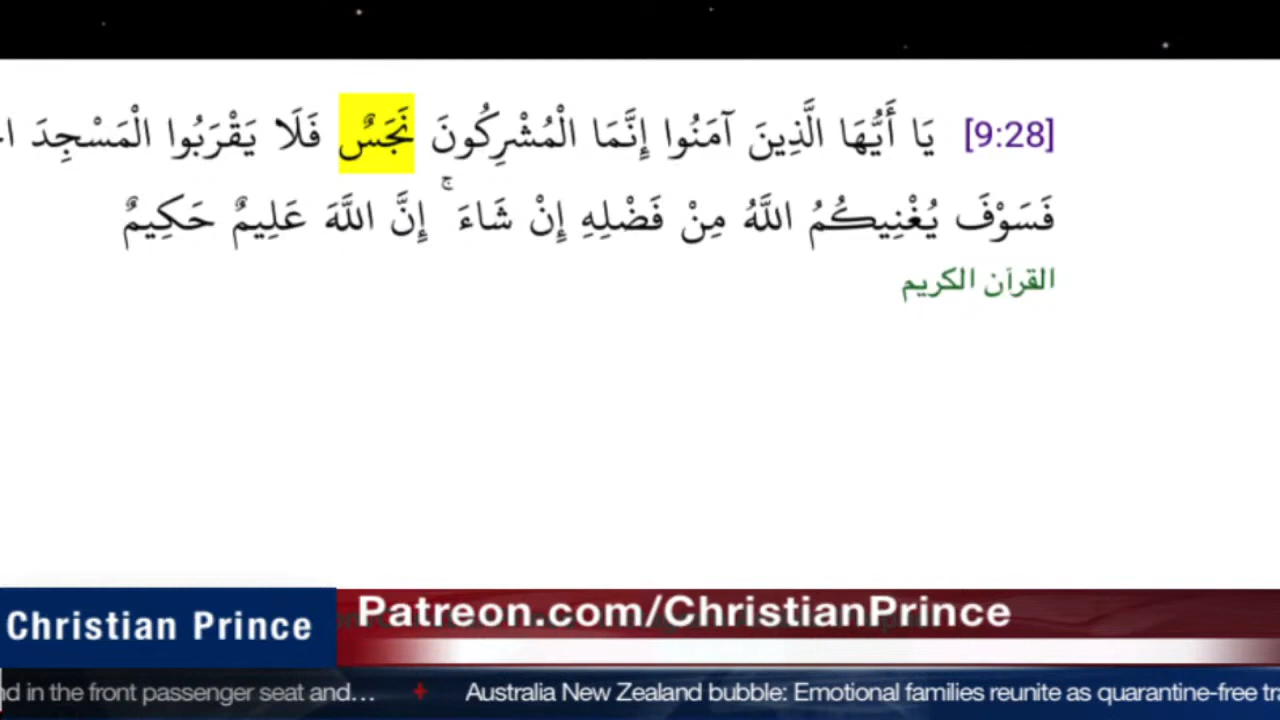 [9:28] يَا أَيُّهَا الَّذِينَ آمَنُوا إِنَّمَا الْمُشْرِكُونَ نَجَسٌ فَلَا يَقْرَبُوا الْمَسْجِدَ
فَسَوْفَ يُغْنِيكُمُ اللَّهُ مِنْ فَضْلِهِ إِنْ شَاءَ ۚ إِنَّ اللَّهَ عَلِيمٌ حَكِيمٌ
القرآن الكريم
Christian Prince
Patreon.com/ChristianPrince
in the front passenger seat and... + Australia New Zealand bubble: Emotional families reunite as quarantine-free